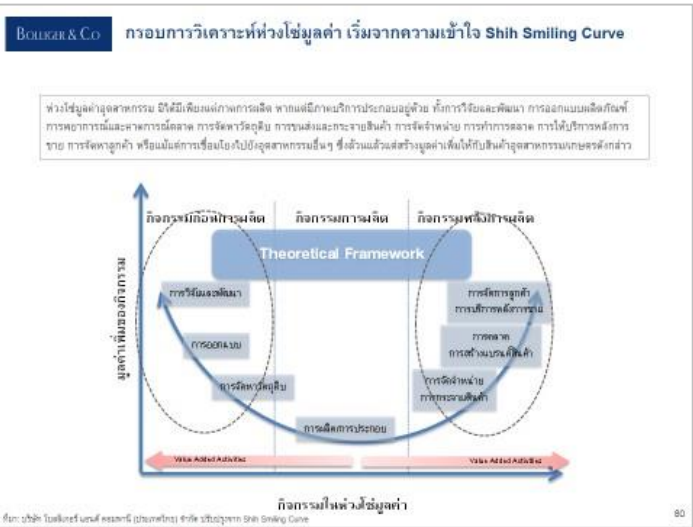 BOLLIGER & CO
กรอบการวิเคราะห์ห่วงโซ่มูลค่า เริ่มจากความเข้าใจ Shih Smiling Curve
ห่วงโซ่มูลค่าอุตสาหกรรม มิได้มีเพียงแต่ภาคการผลิต หากแต่มีภาคบริการประกอบอยู่ด้วย ทั้งการวิจัยและพัฒนา การออกแบบผลิตภัณฑ์
การพยากรณ์และคาดการณ์ตลาด การจัดหาวัตถุดิบ การขนส่งและกระจายสินค้า การจัดจำหน่าย การทำการตลาด การให้บริการหลังการ
ขาย การจัดหาลูกค้า หรือแม้แต่การเชื่อมโยงไปยังอุตสาหกรรมอื่นๆ ซึ่งล้วนแล้วแต่สร้างมูลค่าเพิ่มให้กับสินค้าอุตสาหกรรม/เกษตรดังกล่าว
กิจกรรมก่อนการผลิต
กิจกรรมการผลิต
กิจกรรมหลังการผลิต
Theoretical Framework
มูลค่าเพิ่มของกิจกรรม
การวิจัยและพัฒนา
การจัดการลูกค้า
การบริการหลังการขาย
การออกแบบ
การตลาด
การสร้างแบรนด์สินค้า
การจัดหาวัตถุดิบ
การจัดจำหน่าย
การกระจายสินค้า
การผลิต/การประกอบ
Value Added Activities
Value Added Activities
กิจกรรมในห่วงโซ่มูลค่า
ที่มา: บริษัท โบลลิเกอร์ แอนด์ คอมพานี (ประเทศไทย) จำกัด ปรับปรุงจาก Shih Smiling Curve
80